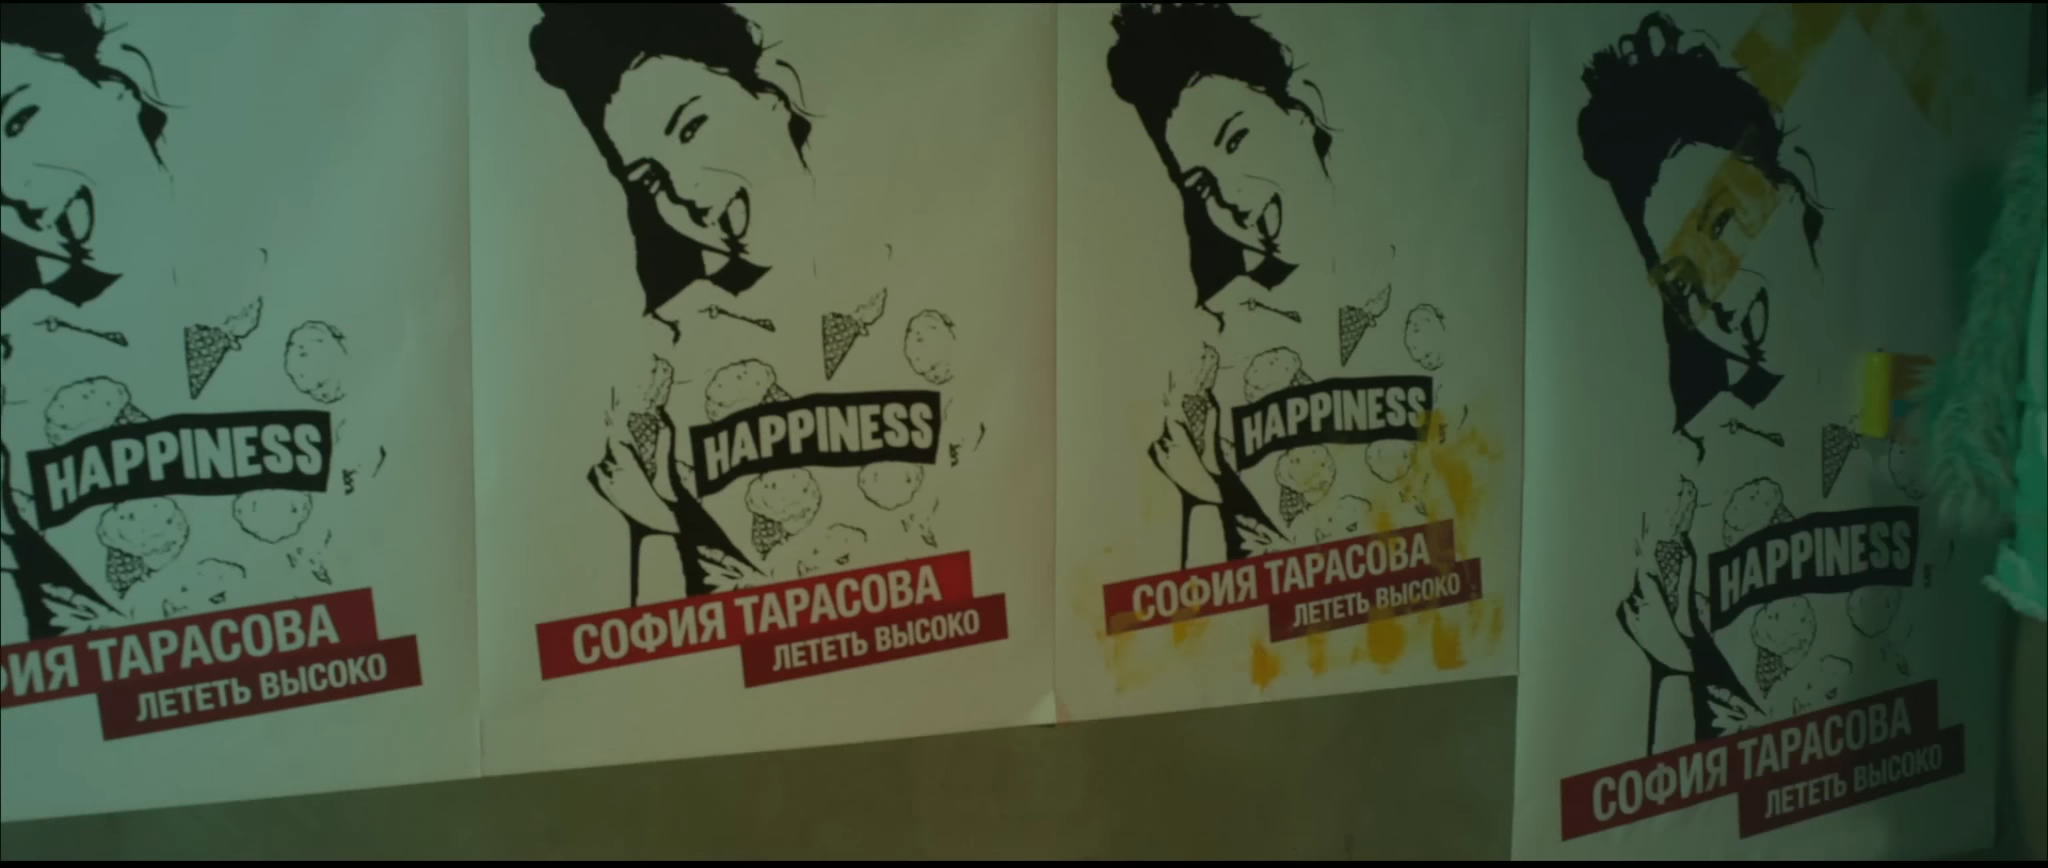 HAPPINESS
ИЯ ТАРАСОВА
ЛЕТЕТЬ ВЫСОКО
HAPPINESS
СОФИЯ ТАРАСОВА
ЛЕТЕТЬ ВЫСОКО
HAPPINESS
СОФИЯ ТАРАСОВА
ЛЕТЕТЬ ВЫСОКО
HAPPINESS
СОФИЯ ТАРАСОВА
ЛЕТЕТЬ ВЫСОКО